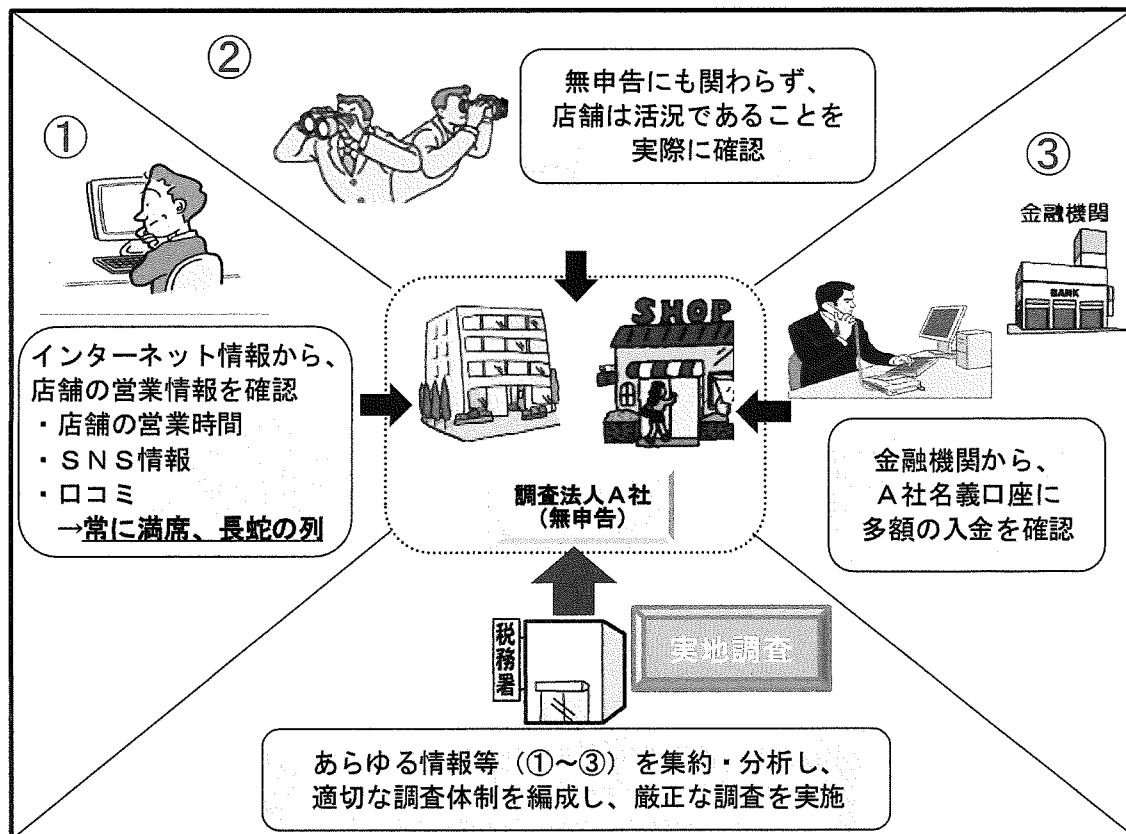 ①
インターネット情報から、
店舗の営業情報を確認
・店舗の営業時間
・ＳＮＳ情報
・口コミ
→常に満席、長蛇の列
②
無申告にも関わらず、
店舗は活況であることを
実際に確認
③
金融機関
BANK
金融機関から、
Ａ社名義口座に
多額の入金を確認
SHOP
調査法人Ａ社
（無申告）
税務署
実地調査
あらゆる情報等（①～③）を集約・分析し、
適切な調査体制を編成し、厳正な調査を実施